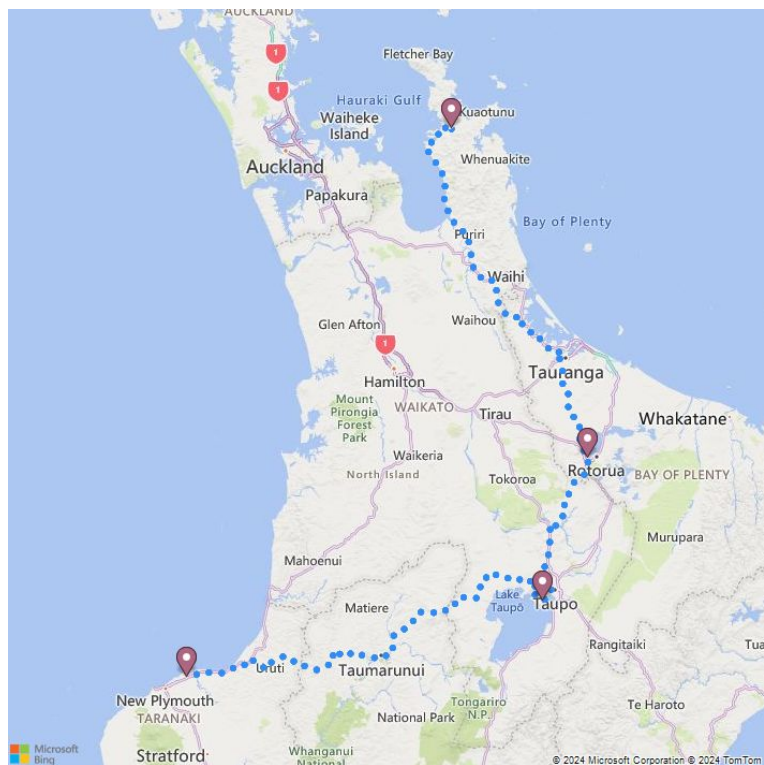 AUCKLAND
1
Fletcher Bay
1
Hauraki Gulf
Kuaotunu
Waiheke
Island
Auckland
Whenuakite
Papakura
Bay of Plenty
Puriri
Waihi
Glen Afton
Waihou
1
Tauranga
Hamilton
Mount
Pirongia
Forest
Park
WAIKATO
Tirau
Whakatane
Waikeria
Rotorua
North Island
Tokoroa
BAY OF PLENTY
Murupara
Mahoenui
Matiere
Lake
Taupō
Taupo
Rangitaiki
Tua
Uruti
Taumarunui
New Plymouth
TARANAKI
Tongariro
N.P.
National Park
Te Haroto
Stratford
Whanganui
National
Microsoft
Bing
© 2024 Microsoft Corporation © 2024 TomTom